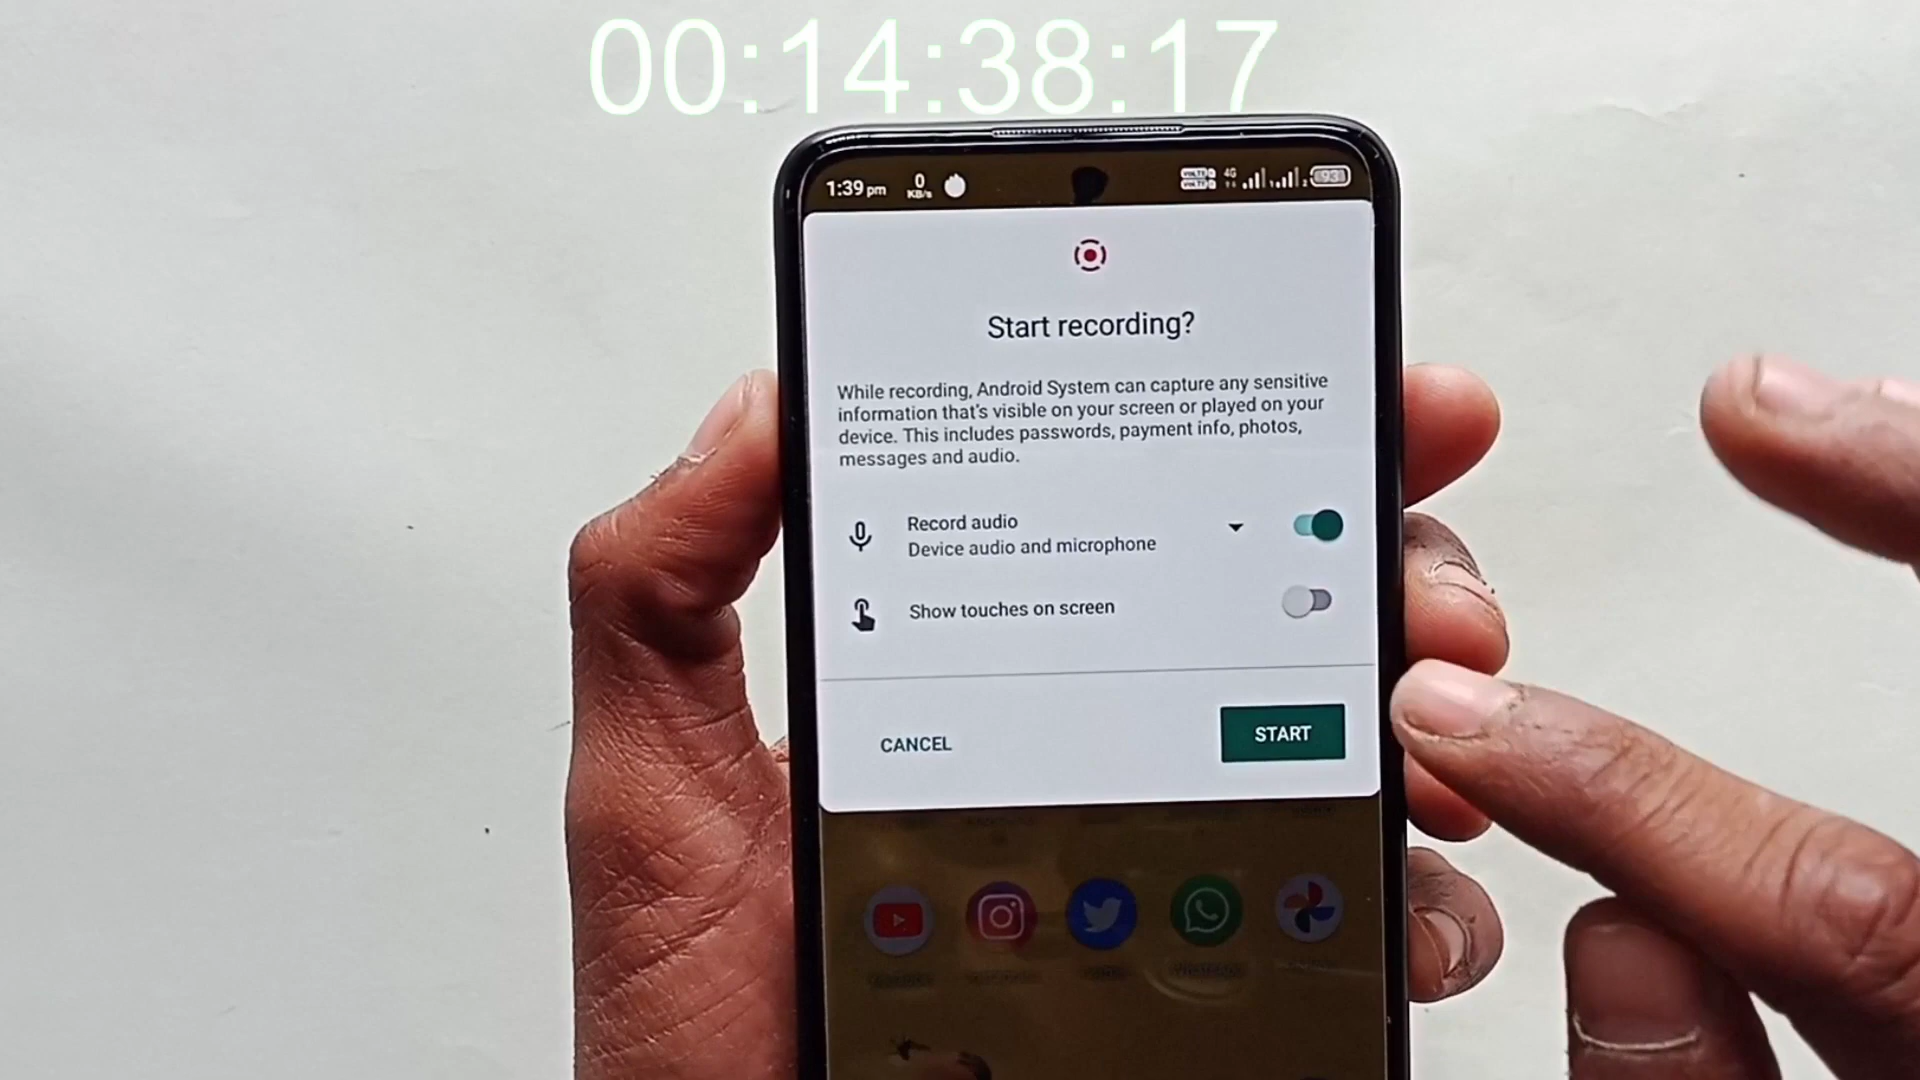 00:14:38:17
1:39 pm
0
KB/s
4G
93
Start recording?
While recording, Android System can capture any sensitive
information that's visible on your screen or played on your
device. This includes passwords, payment info, photos,
messages and audio.
Record audio
Device audio and microphone
Show touches on screen
CANCEL
START
WhatsApp